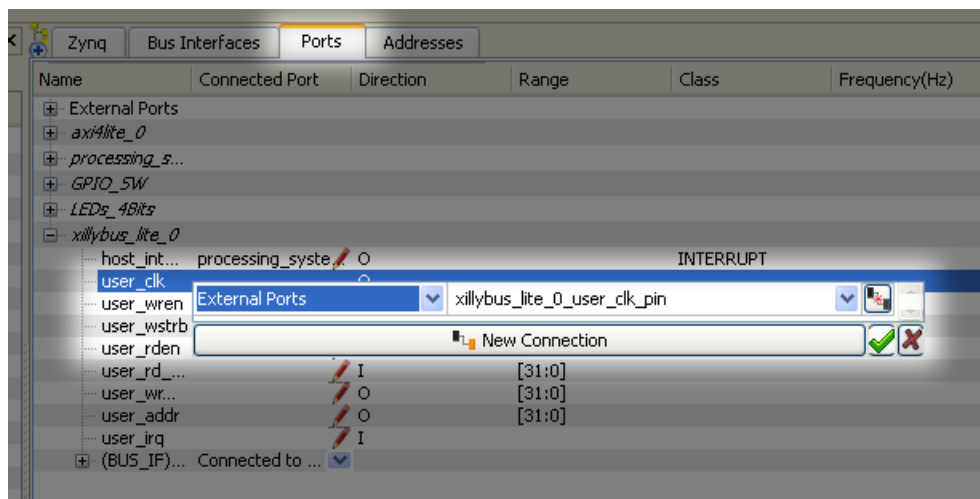 Zynq Bus Interfaces Ports Addresses
Name Connected Port Direction Range Class Frequency(Hz)
External Ports
axi4lite_0
processing_s...
GPIO_SW
LEDs_4Bits
xillybus_lite_0
host_int... processing_syste... O INTERRUPT
user_clk O
user_wren External Ports xillybus_lite_0_user_clk_pin
user_wstrb
user_rden New Connection
user_rd_... I [31:0]
user_wr... O [31:0]
user_addr O [31:0]
user_irq I
(BUS_IF)... Connected to ...